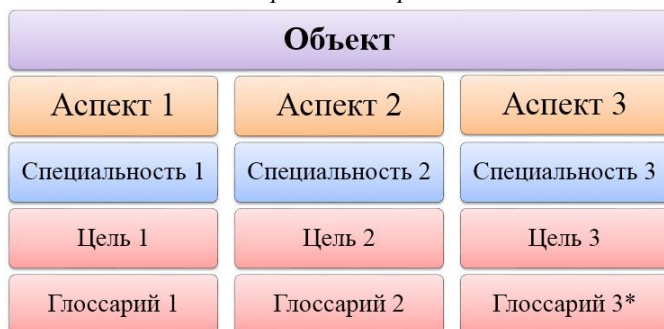 Объект
Аспект 1 Аспект 2 Аспект 3
Специальность 1 Специальность 2 Специальность 3
Цель 1 Цель 2 Цель 3
Глоссарий 1 Глоссарий 2 Глоссарий 3*